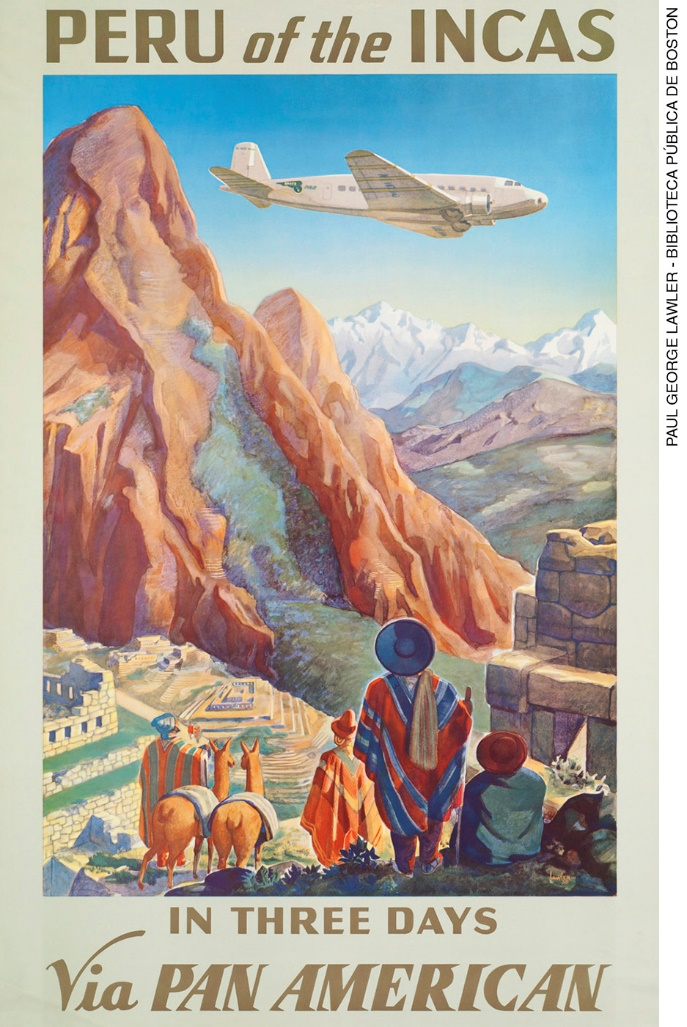 PERU of the INCAS
IN THREE DAYS
Via PAN AMERICAN
PAUL GEORGE LAWLER - BIBLIOTECA PÚBLICA DE BOSTON